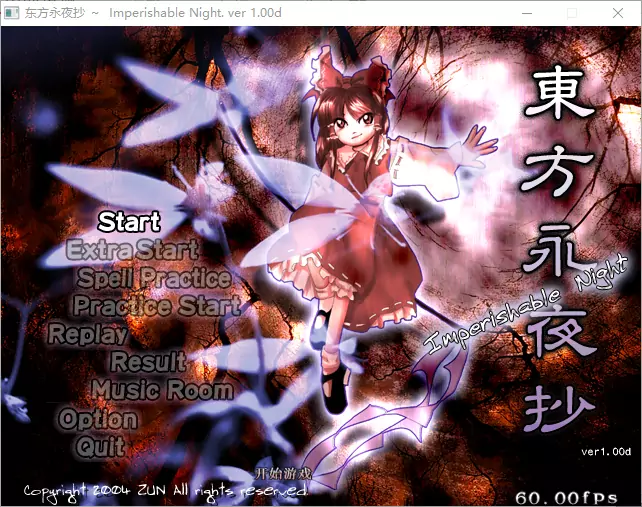 东方永夜抄 ~ Imperishable Night. ver 1.00d
東方永夜抄
Imperishable Night
Start
Extra Start
Spell Practice
Practice Start
Replay
Result
Music Room
Option
Quit
ver1.00d
开始游戏
Copyright 2004 ZUN All rights reserved.
60.00fps